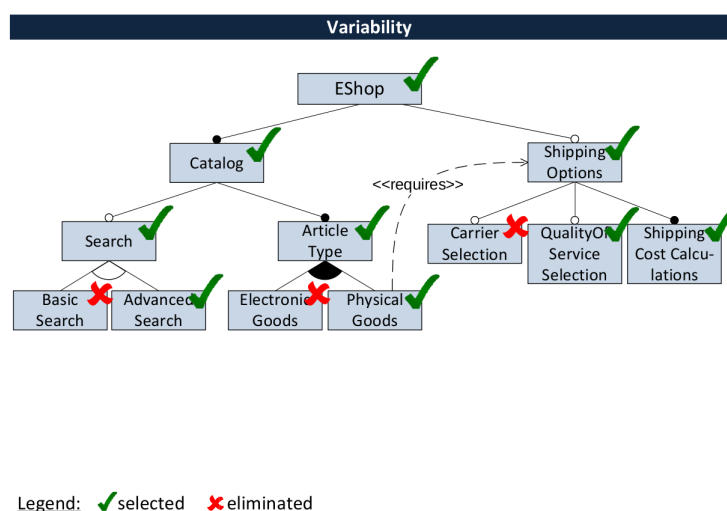 Variability
EShop
Catalog
Shipping
Options
<<requires>>
Search
Article
Type
Carrier
Selection
QualityOf
Service
Selection
Shipping
Cost Calcu-
lations
Basic
Search
Advanced
Search
Electronic
Goods
Physical
Goods
Legend: selected eliminated